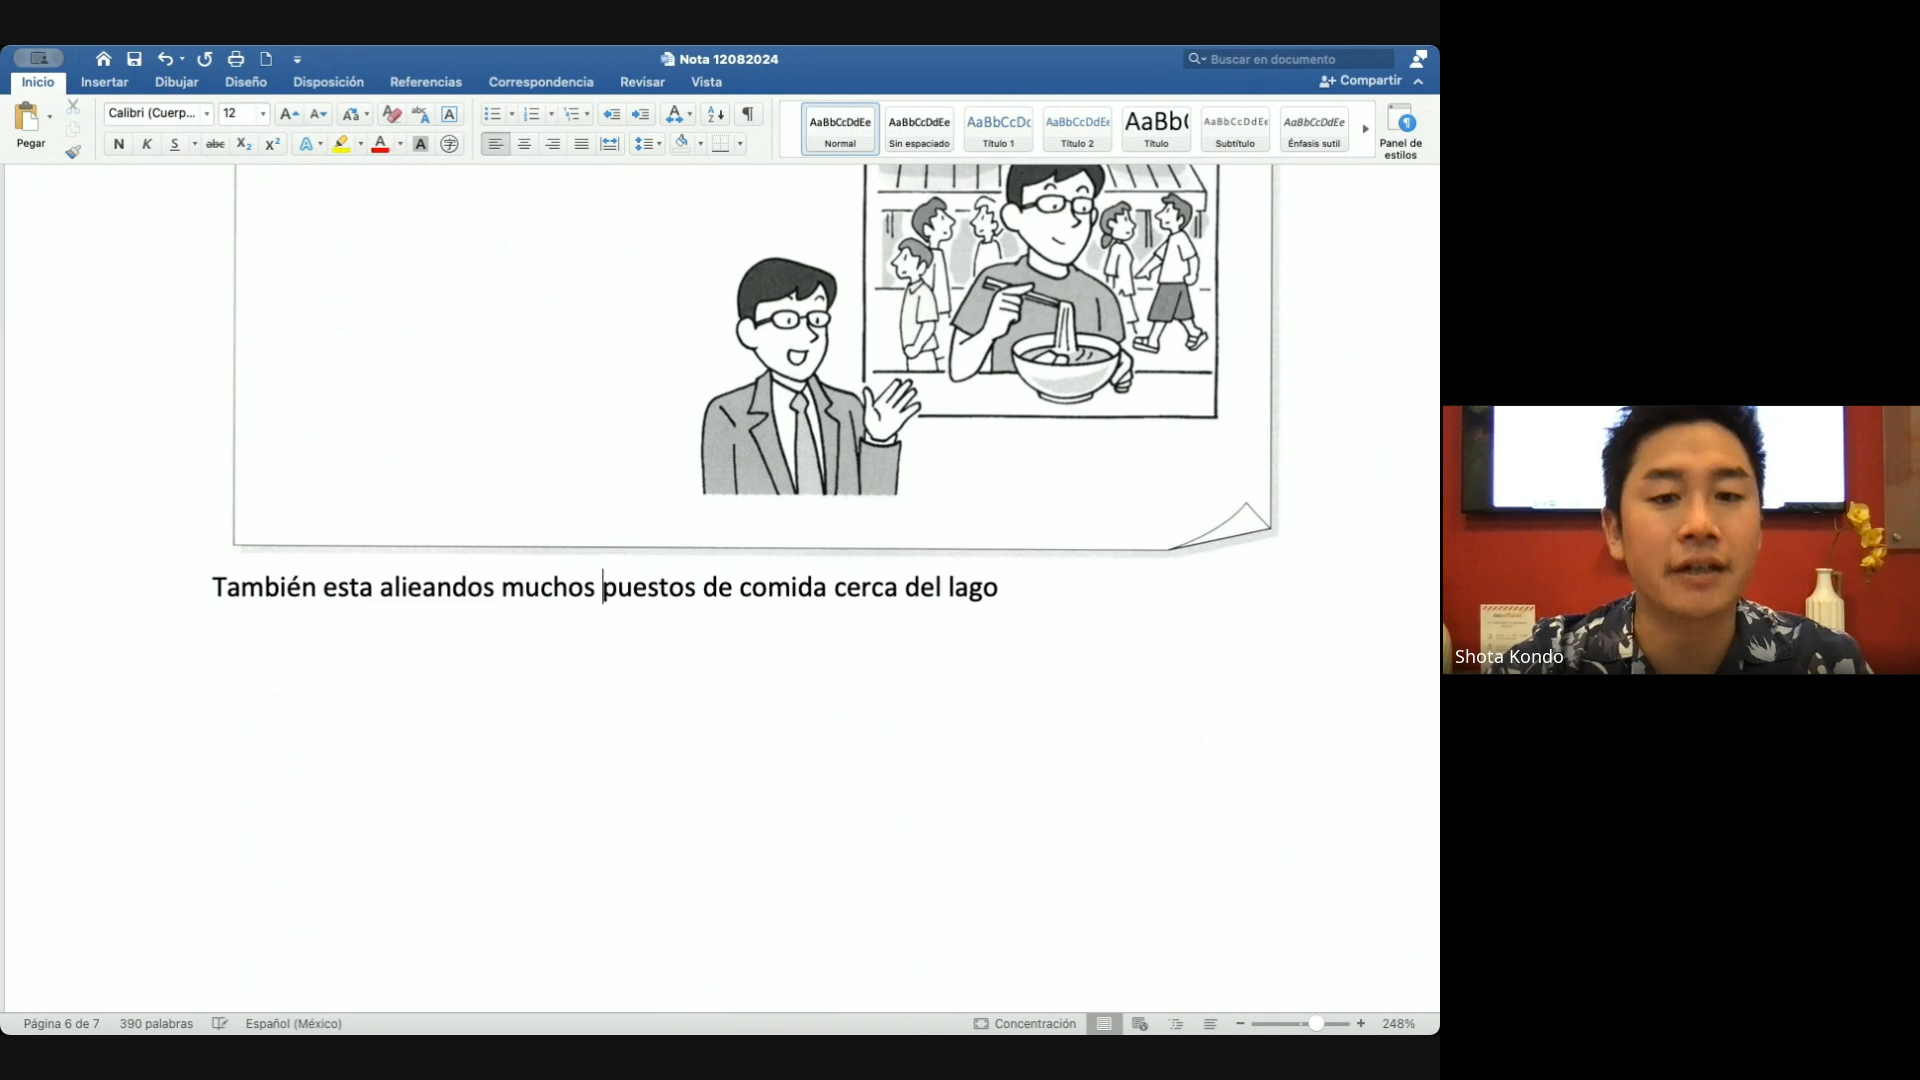 Nota 12082024
Buscar en documento
Inicio
Insertar
Dibujar
Diseño
Disposición
Referencias
Correspondencia
Revisar
Vista
Compartir
Pegar
Calibri (Cuerp...
12
N K S abc X₂ X²
AaBbCcDdEe
Normal
AaBbCcDdEe
Sin espaciado
AaBbCcDc
Título 1
AaBbCcDdEe
Título 2
AaBb(
Título
AaBbCcDdEe
Subtítulo
AaBbCcDdEe
Énfasis sutil
Panel de
estilos
También esta alieandos muchos puestos de comida cerca del lago
Shota Kondo
Página 6 de 7
390 palabras
Español (México)
Concentración
248%